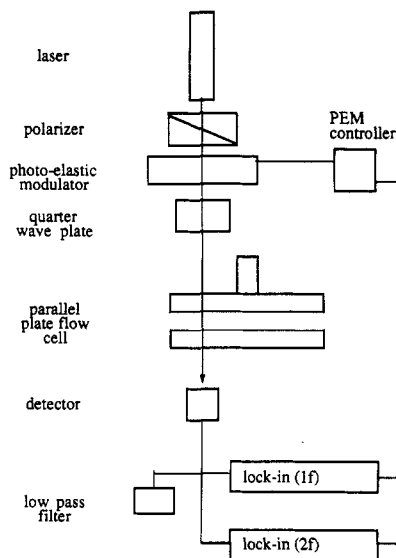 laser
polarizer
PEM
controller
photo-elastic
modulator
quarter
wave plate
parallel
plate flow
cell
detector
lock-in (1f)
low pass
filter
lock-in (2f)